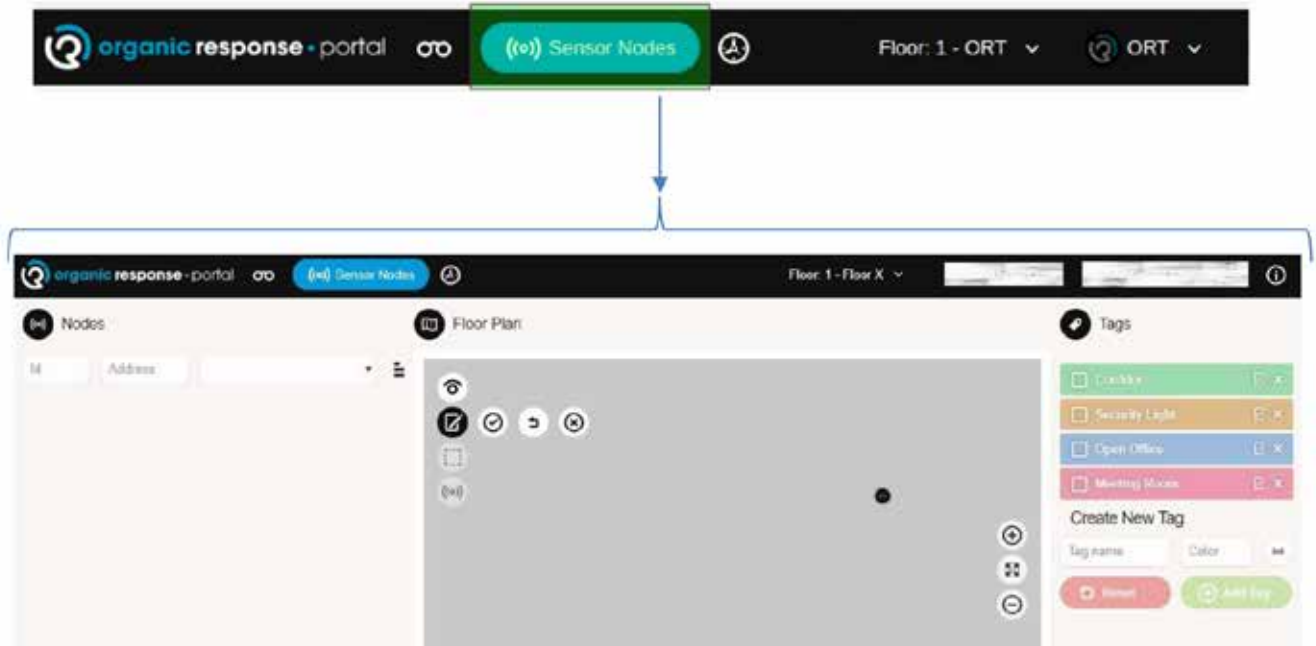 organic response · portal Sensor Nodes Floor: 1 - ORT ORT
organic response · portal Sensor Nodes Floor: 1 - Floor X
Nodes Floor Plan Tags
Id Address
Corridor
Security Light
Open Office
Meeting Room
Create New Tag
Tag name Color
Reset Add Tag